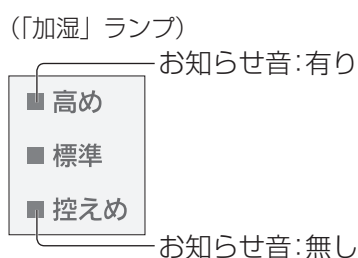 （「加湿」ランプ）
お知らせ音：有り
高め
標準
控えめ
お知らせ音：無し